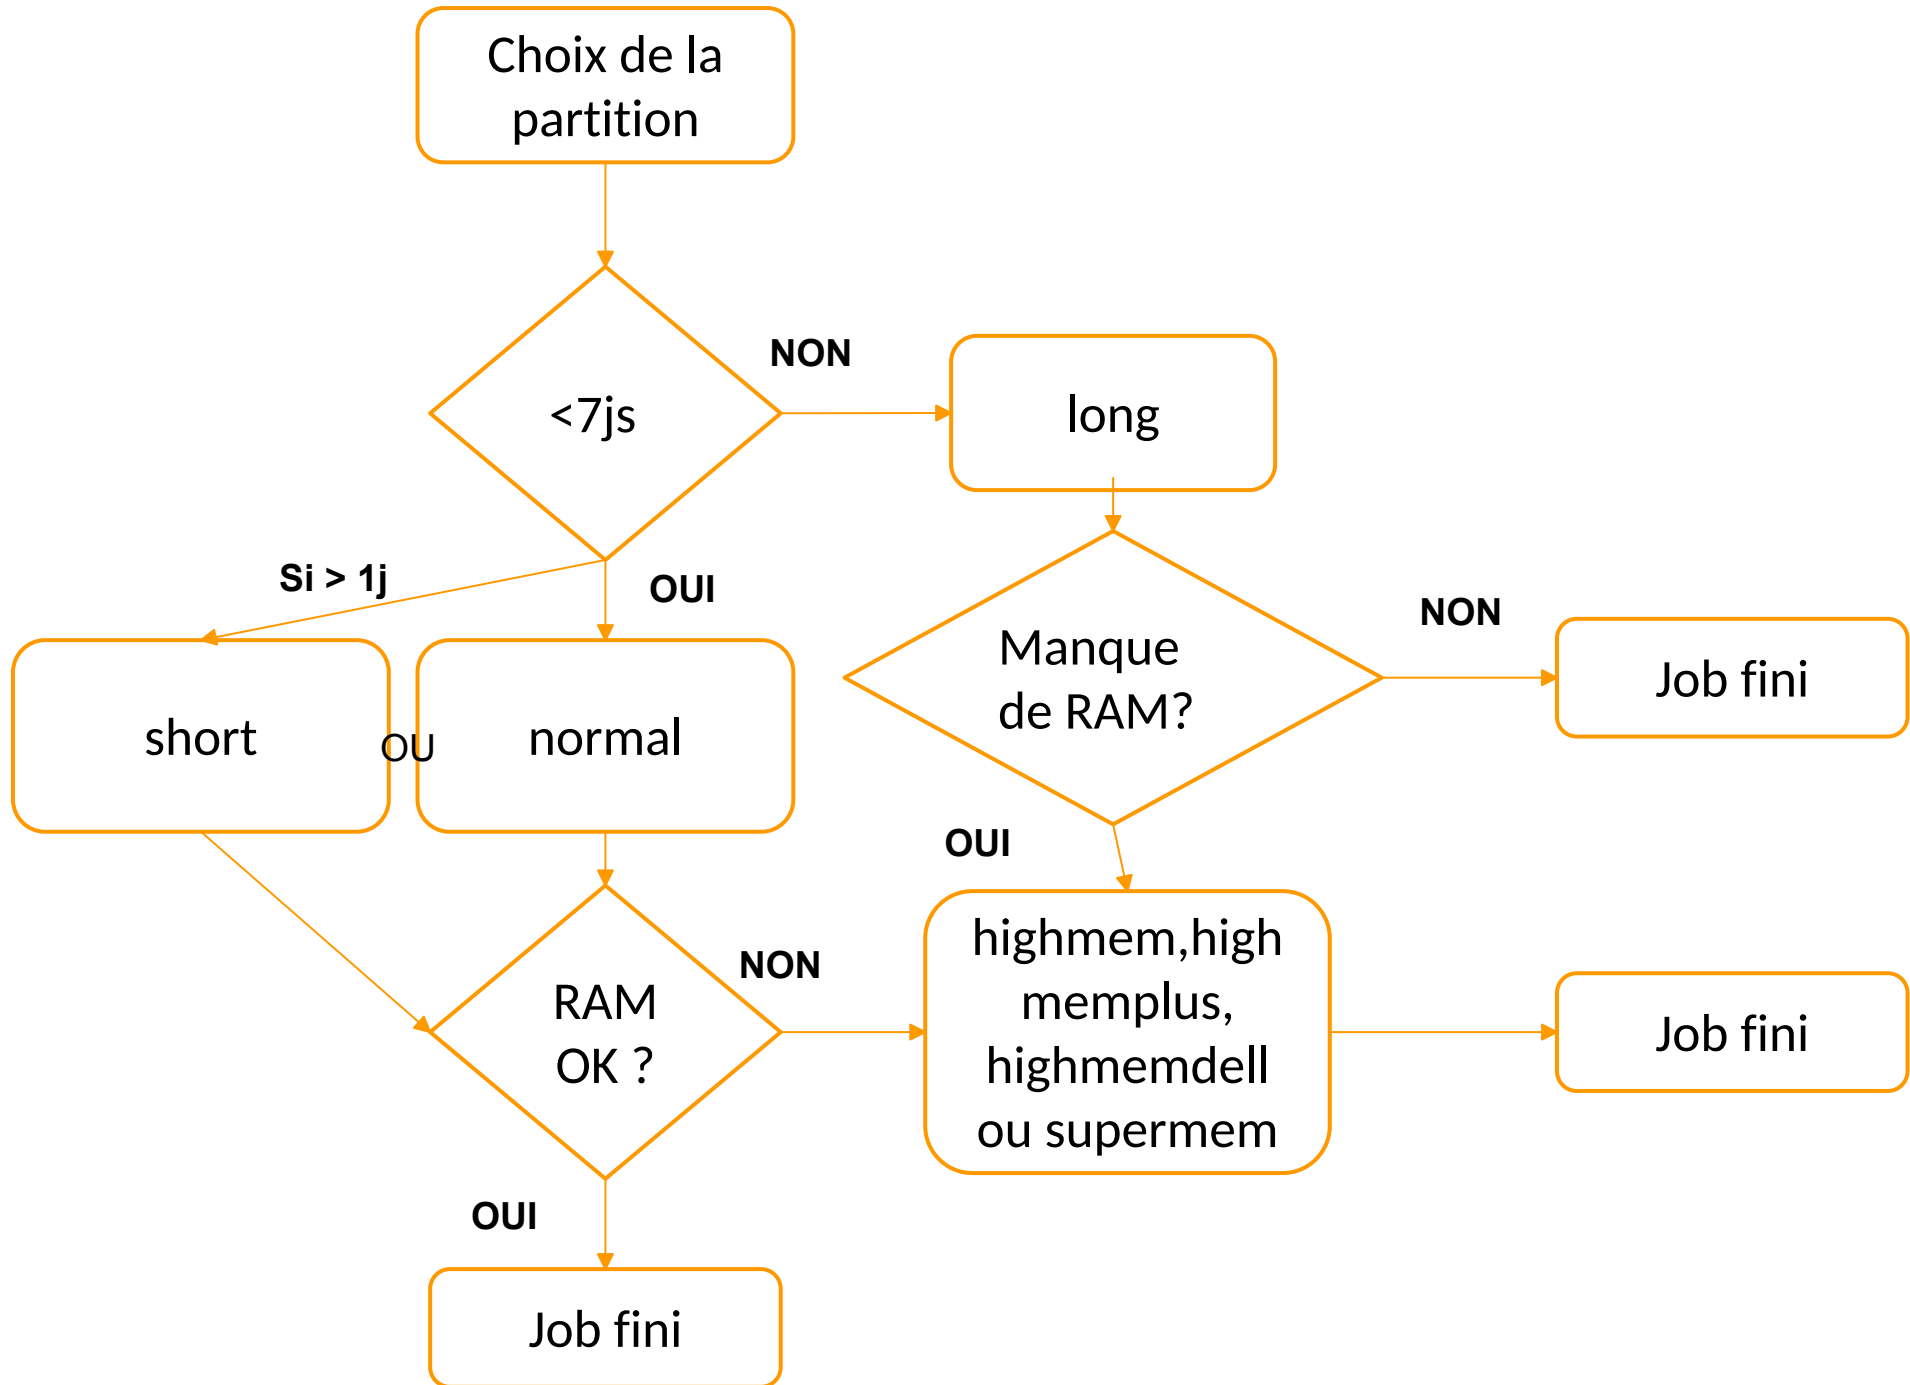 Choix de la
partition
<7js
NON
long
Si > 1j
OUI
short
OU
normal
Manque
de RAM?
NON
Job fini
OUI
RAM
OK ?
NON
highmem,high
memplus,
highmemdell
ou supermem
Job fini
OUI
Job fini